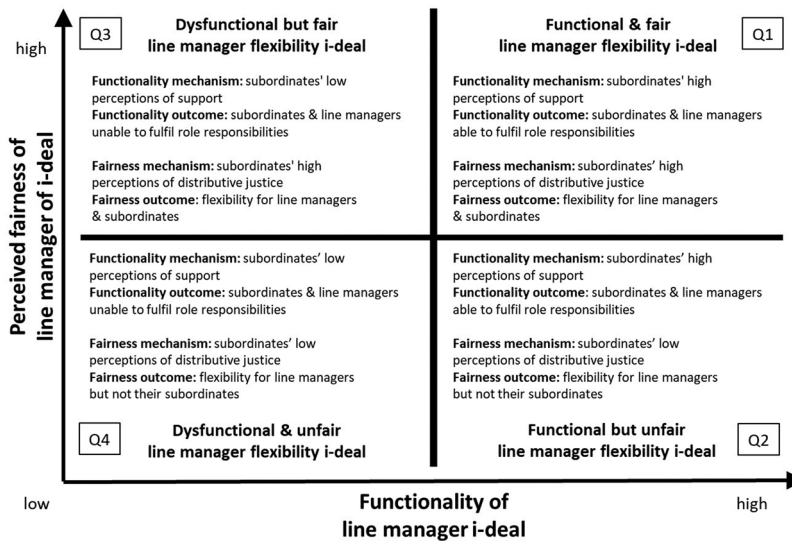 Q3
Dysfunctional but fair
line manager flexibility i-deal
Functional & fair
line manager flexibility i-deal
Q1
high
Functionality mechanism: subordinates' low
perceptions of support
Functionality outcome: subordinates & line managers
unable to fulfil role responsibilities
Fairness mechanism: subordinates' high
perceptions of distributive justice
Fairness outcome: flexibility for line managers
& subordinates
Functionality mechanism: subordinates' high
perceptions of support
Functionality outcome: subordinates & line managers
able to fulfil role responsibilities
Fairness mechanism: subordinates’ high
perceptions of distributive justice
Fairness outcome: flexibility for line managers
& subordinates
Perceived fairness of
line manager of i-deal
Functionality mechanism: subordinates’ low
perceptions of support
Functionality outcome: subordinates & line managers
unable to fulfil role responsibilities
Fairness mechanism: subordinates’ low
perceptions of distributive justice
Fairness outcome: flexibility for line managers
but not their subordinates
Functionality mechanism: subordinates’ high
perceptions of support
Functionality outcome: subordinates & line managers
able to fulfil role responsibilities
Fairness mechanism: subordinates’ low
perceptions of distributive justice
Fairness outcome: flexibility for line managers
but not their subordinates
Q4
Dysfunctional & unfair
line manager flexibility i-deal
Functional but unfair
line manager flexibility i-deal
Q2
low
Functionality of
line manager i-deal
high